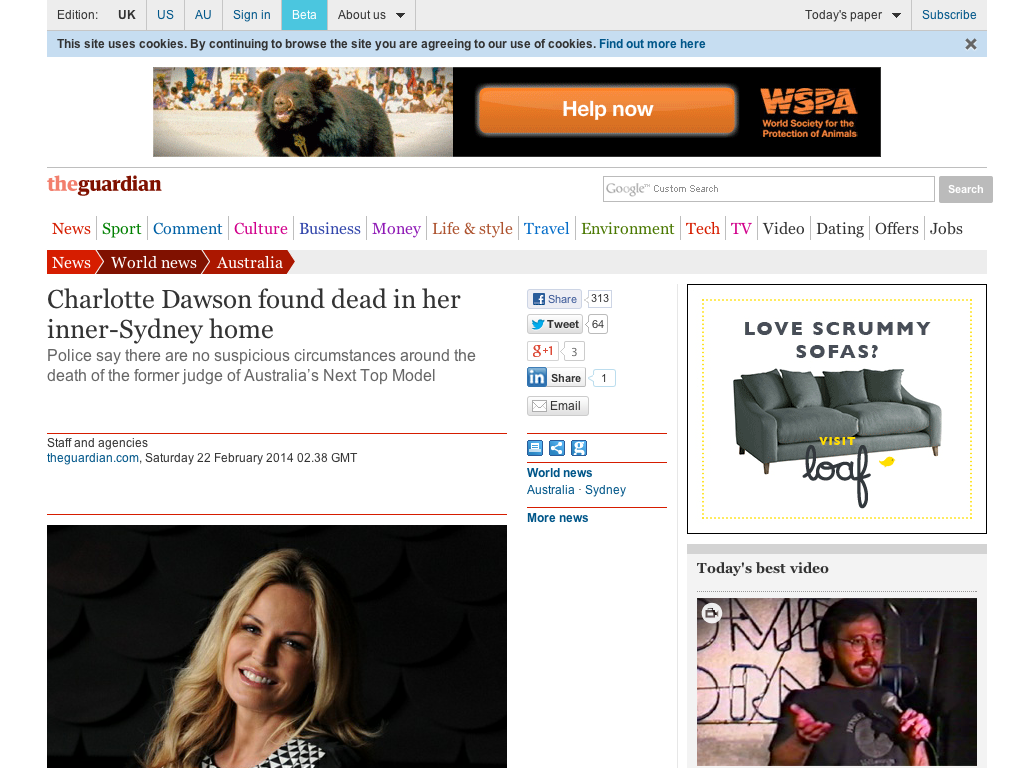 Edition: UK US AU Sign in Beta About us Today's paper Subscribe
This site uses cookies. By continuing to browse the site you are agreeing to our use of cookies. Find out more here
Help now
WSPA
World Society for the
Protection of Animals
theguardian
Google™ Custom Search Search
News Sport Comment Culture Business Money Life & style Travel Environment Tech TV Video Dating Offers Jobs
News World news Australia
Charlotte Dawson found dead in her
inner-Sydney home
Police say there are no suspicious circumstances around the
death of the former judge of Australia's Next Top Model
Staff and agencies
theguardian.com, Saturday 22 February 2014 02.38 GMT
Share 313
Tweet 64
g+1 3
in Share 1
Email
World news
Australia · Sydney
More news
LOVE SCRUMMY
SOFAS?
VISIT
loaf
Today's best video